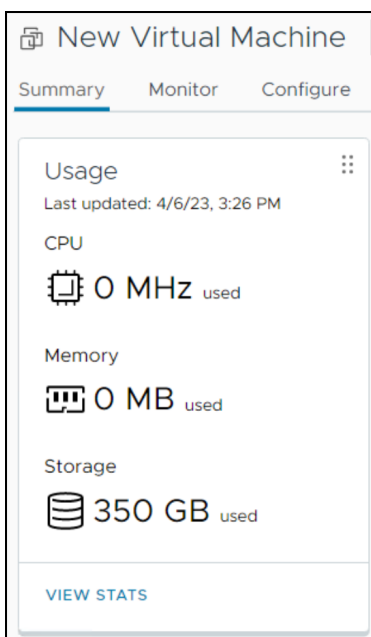 New Virtual Machine
Summary Monitor Configure
Usage
Last updated: 4/6/23, 3:26 PM
CPU
0 MHz used
Memory
0 MB used
Storage
350 GB used
VIEW STATS